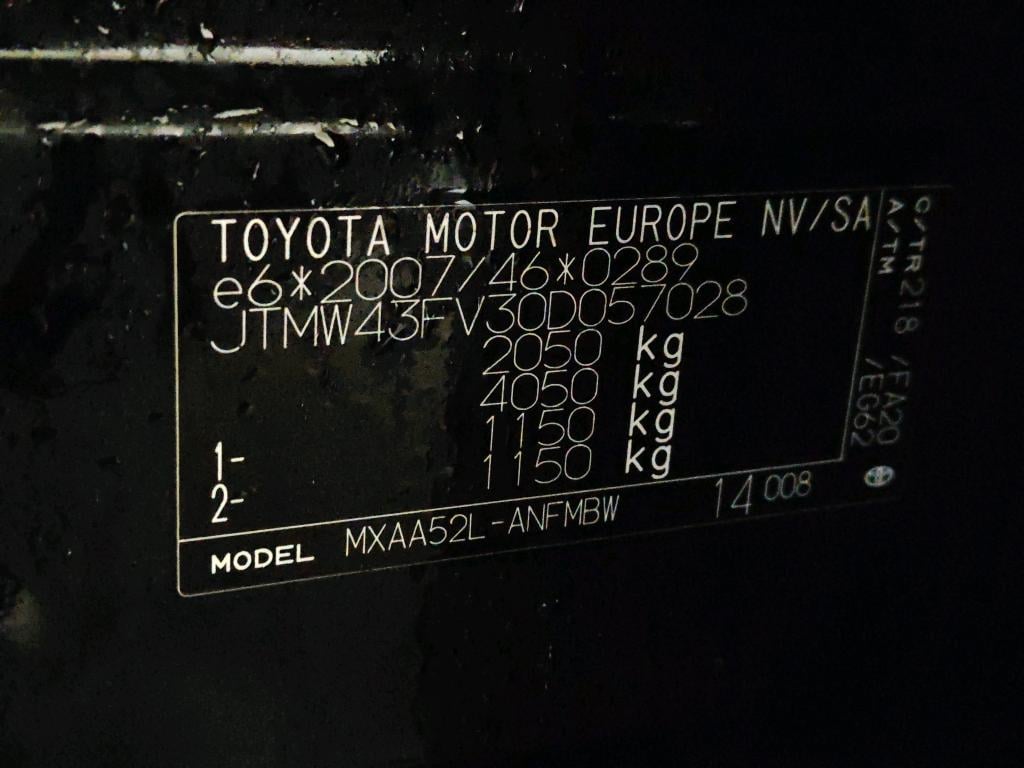 TOYOTA MOTOR EUROPE NV/SA
e6*2007/46*0289
JTMW43FV30D057028
2050 kg
4050 kg
1- 1150 kg
2- 1150 kg
MODEL MXAA52L-ANFMBW 14 008
C/TR 218 /FA20
A/TM /EG62